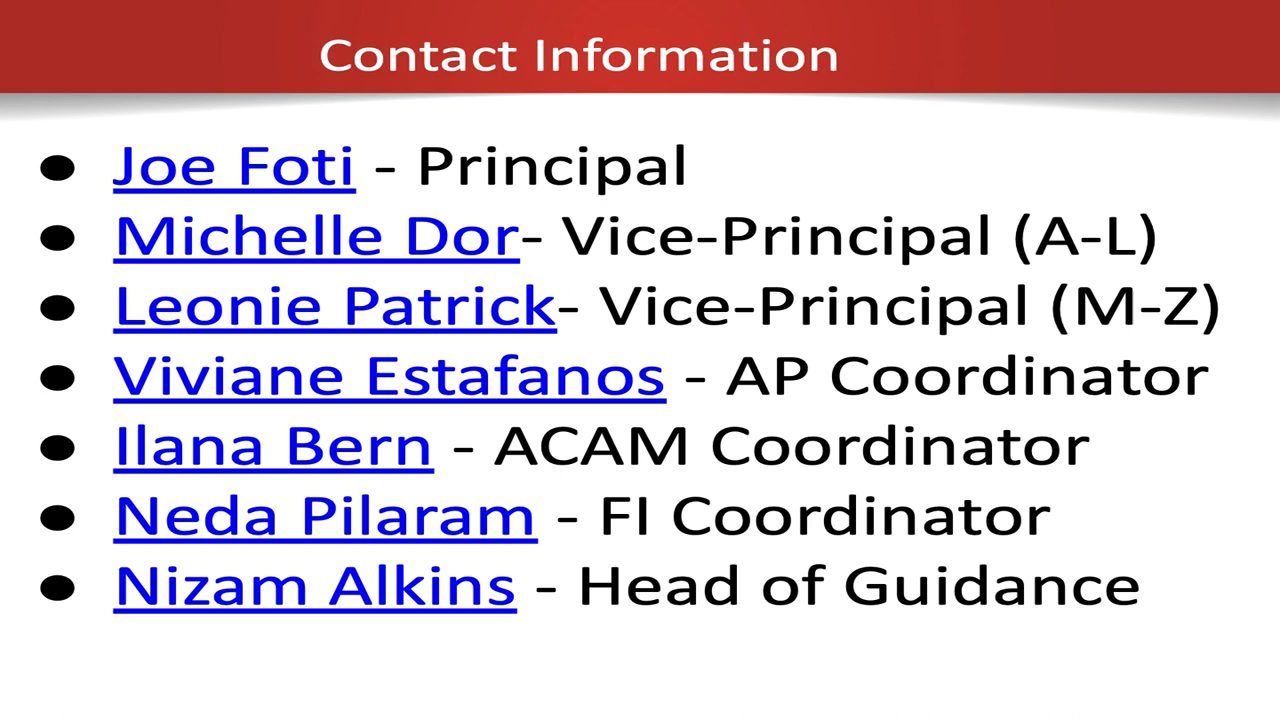 Contact Information
● Joe Foti - Principal
● Michelle Dor- Vice-Principal (A-L)
● Leonie Patrick- Vice-Principal (M-Z)
● Viviane Estafanos - AP Coordinator
● Ilana Bern - ACAM Coordinator
● Neda Pilaram - FI Coordinator
● Nizam Alkins - Head of Guidance